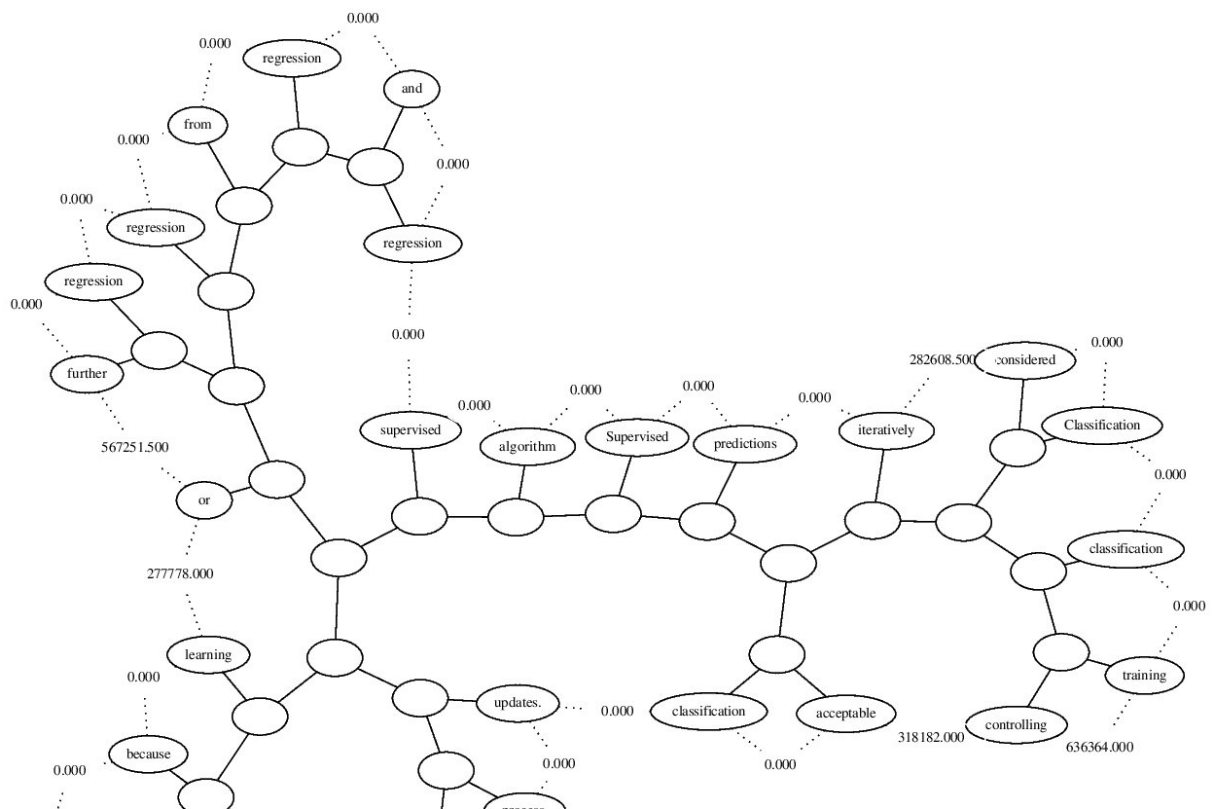 0.000
0.000
regression
and
from
0.000
0.000
0.000
regression
regression
regression
0.000
further
0.000
567251.500
or
277778.000
learning
0.000
because
0.000
supervised
0.000
algorithm
0.000
Supervised
0.000
predictions
0.000
iteratively
282608.500
considered
0.000
Classification
0.000
classification
0.000
training
controlling
318182.000
636364.000
updates.
0.000
0.000
classification
acceptable
0.000
process